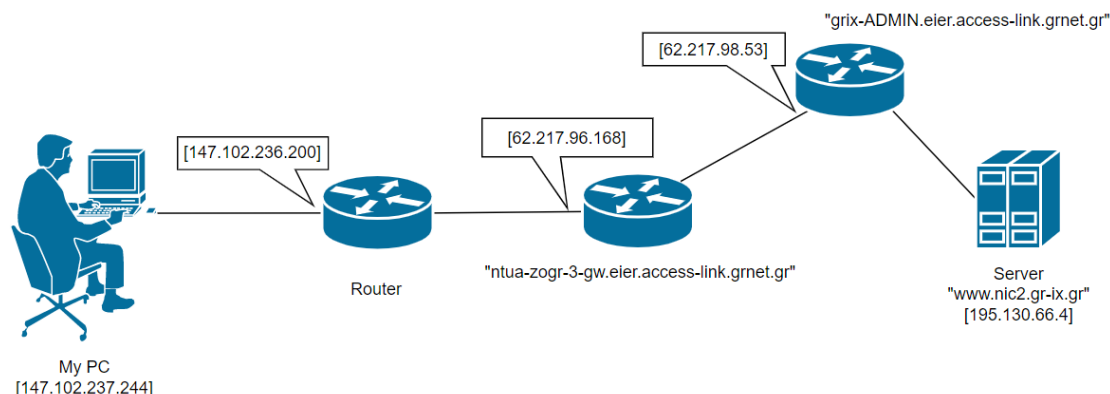 "grix-ADMIN.eier.access-link.grnet.gr"
[62.217.98.53]
[62.217.96.168]
[147.102.236.200]
"ntua-zogr-3-gw.eier.access-link.grnet.gr"
Router
Server
"www.nic2.gr-ix.gr"
[195.130.66.4]
My PC
[147.102.237.244]